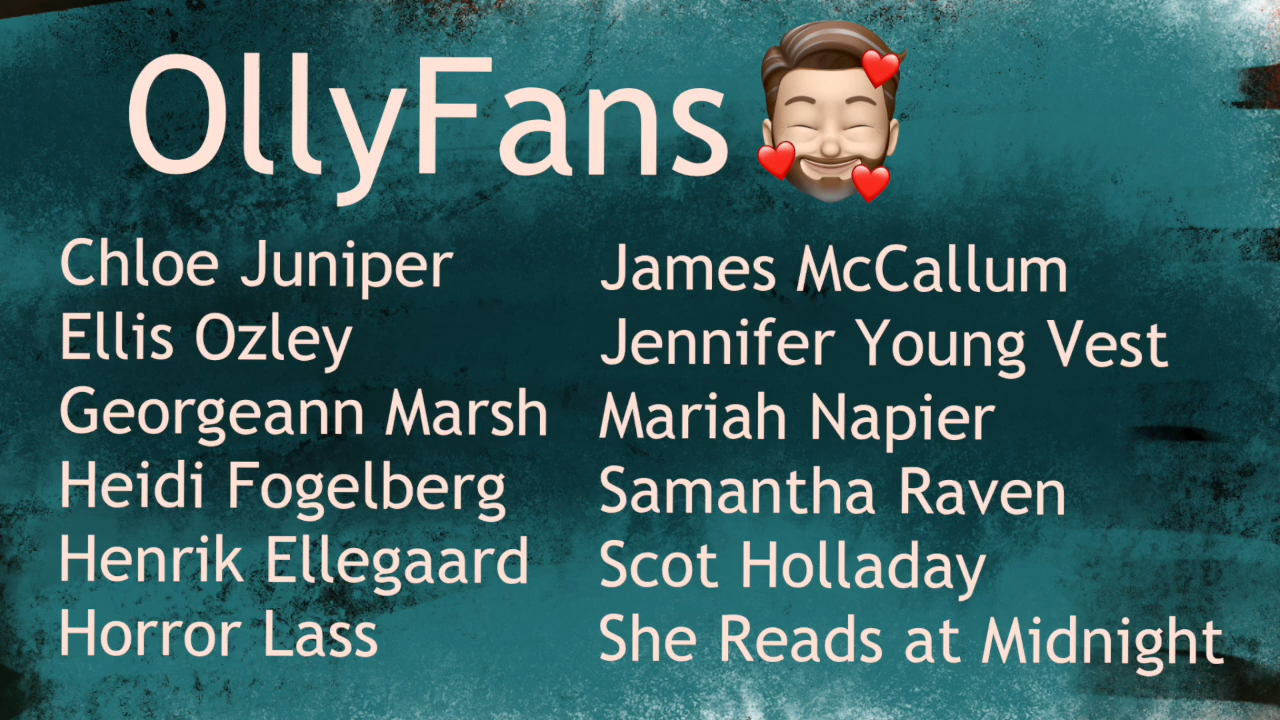 OllyFans
Chloe Juniper
Ellis Ozley
Georgeann Marsh
Heidi Fogelberg
Henrik Ellegaard
Horror Lass
James McCallum
Jennifer Young Vest
Mariah Napier
Samantha Raven
Scot Holladay
She Reads at Midnight